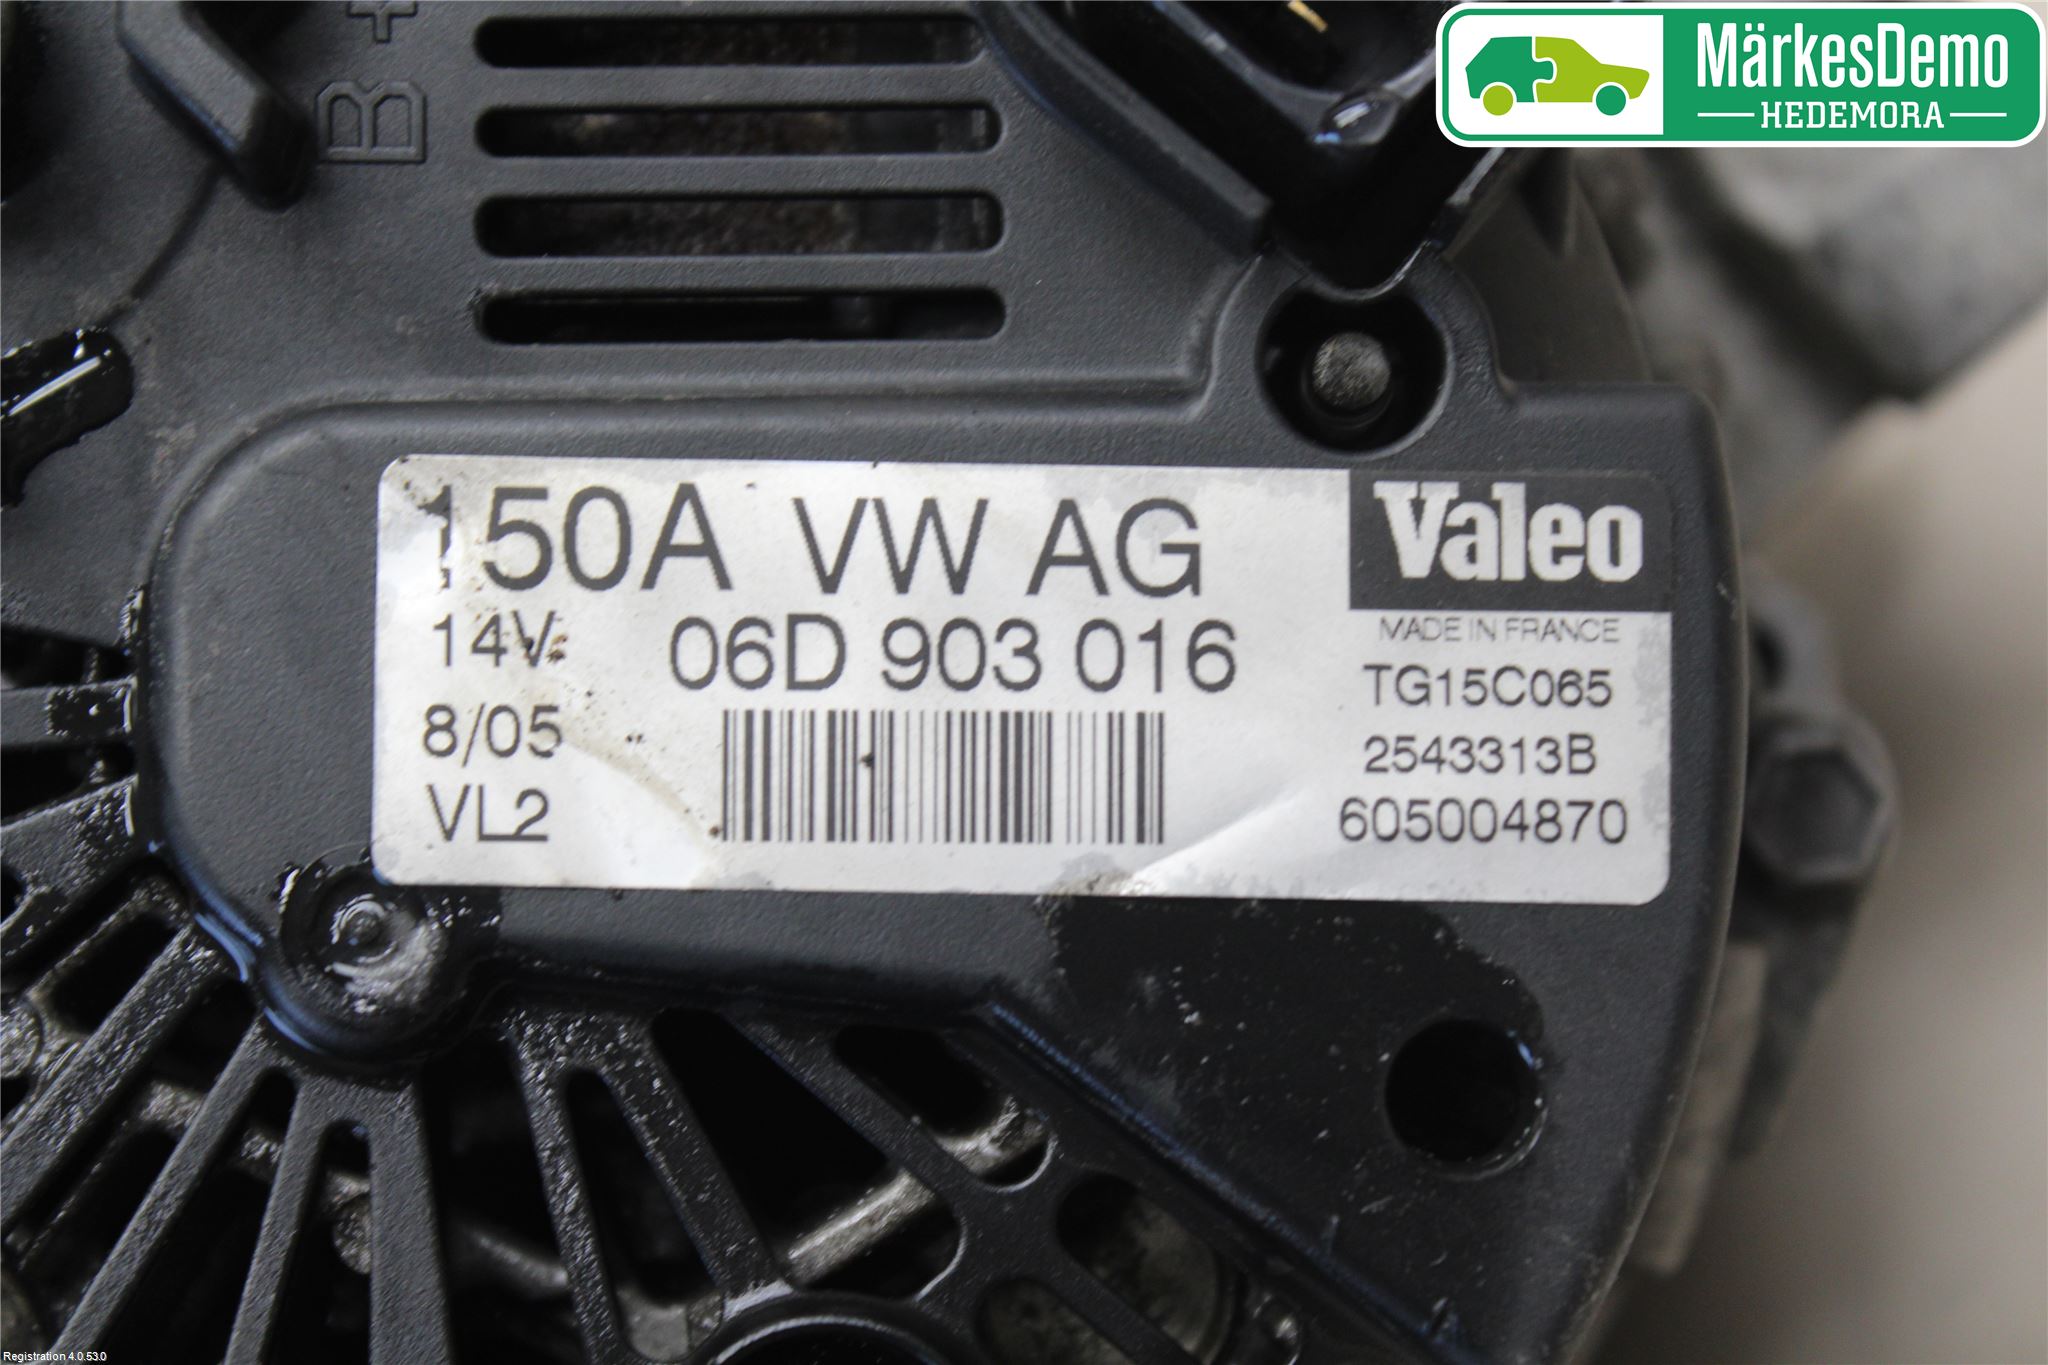 B+
MärkesDemo
HEDEMORA
150A VW AG
14V 06D 903 016
8/05
VL2
Valeo
MADE IN FRANCE
TG15C065
2543313B
605004870
Registration 4.0.53.0